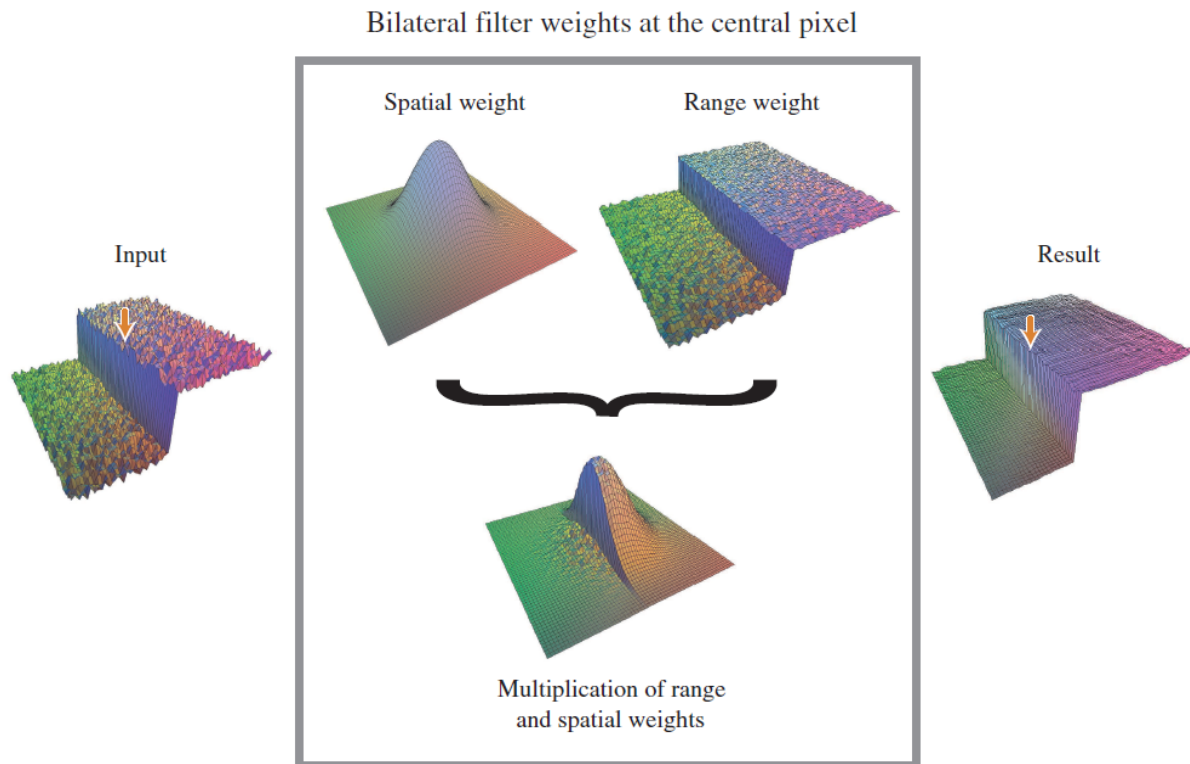 Bilateral filter weights at the central pixel
Spatial weight
Range weight
Input
Result
Multiplication of range
and spatial weights